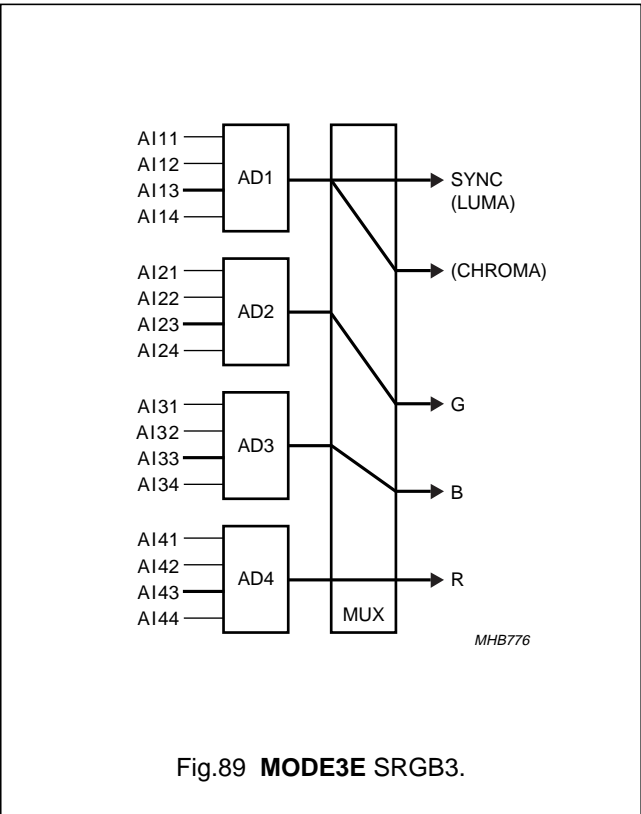 AI11
AI12
AI13
AI14
AD1
SYNC
(LUMA)
(CHROMA)
AI21
AI22
AI23
AI24
AD2
G
AI31
AI32
AI33
AI34
AD3
B
AI41
AI42
AI43
AI44
AD4
R
MUX
MHB776
Fig.89 MODE3E SRGB3.